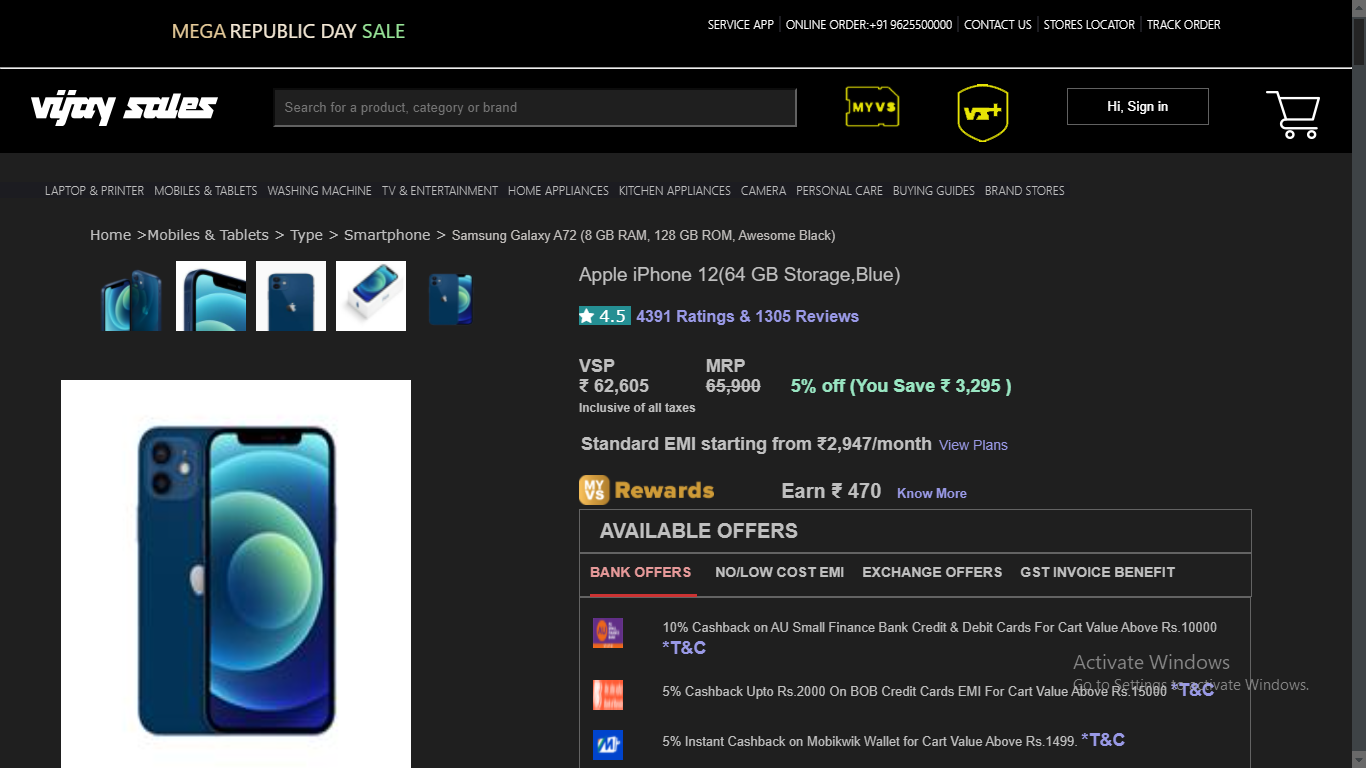 MEGA REPUBLIC DAY SALE
SERVICE APP | ONLINE ORDER:+91 9625500000 | CONTACT US | STORES LOCATOR | TRACK ORDER
vijay sales
Search for a product, category or brand
MYVS
VS+
Hi, Sign in
LAPTOP & PRINTER MOBILES & TABLETS WASHING MACHINE TV & ENTERTAINMENT HOME APPLIANCES KITCHEN APPLIANCES CAMERA PERSONAL CARE BUYING GUIDES BRAND STORES
Home >Mobiles & Tablets > Type > Smartphone > Samsung Galaxy A72 (8 GB RAM, 128 GB ROM, Awesome Black)
Apple iPhone 12(64 GB Storage,Blue)
4.5 4391 Ratings & 1305 Reviews
VSP MRP
₹ 62,605 65,900 5% off (You Save ₹ 3,295 )
Inclusive of all taxes
Standard EMI starting from ₹2,947/month View Plans
MY VS Rewards Earn ₹ 470 Know More
AVAILABLE OFFERS
BANK OFFERS NO/LOW COST EMI EXCHANGE OFFERS GST INVOICE BENEFIT
10% Cashback on AU Small Finance Bank Credit & Debit Cards For Cart Value Above Rs.10000
*T&C
5% Cashback Upto Rs.2000 On BOB Credit Cards EMI For Cart Value Above Rs.15000 *T&C
5% Instant Cashback on Mobikwik Wallet for Cart Value Above Rs.1499. *T&C
Activate Windows
Go to Settings to activate Windows.